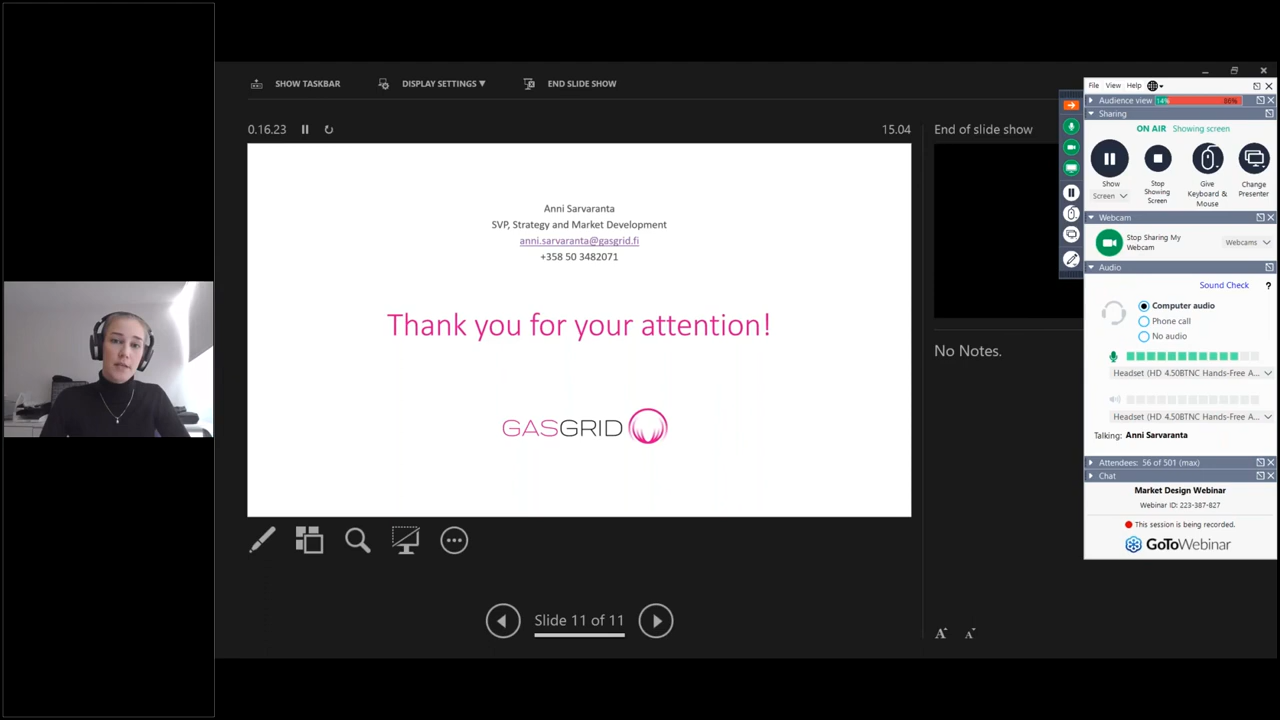 SHOW TASKBAR
DISPLAY SETTINGS ▼
END SLIDE SHOW
0.16.23
15.04
End of slide show
Anni Sarvaranta
SVP, Strategy and Market Development
anni.sarvaranta@gasgrid.fi
+358 50 3482071
Thank you for your attention!
GASGRID
No Notes.
Slide 11 of 11
A A
File View Help
Audience view 14% 86%
Sharing
ON AIR Showing screen
Show
Screen
Stop
Showing
Screen
Give
Keyboard &
Mouse
Change
Presenter
Webcam
Stop Sharing My
Webcam
Webcams
Audio
Sound Check ?
Computer audio
Phone call
No audio
Headset (HD 4.50BTNC Hands-Free A...
Headset (HD 4.50BTNC Hands-Free A...
Talking: Anni Sarvaranta
Attendees: 56 of 501 (max)
Chat
Market Design Webinar
Webinar ID: 223-387-827
This session is being recorded.
GoToWebinar